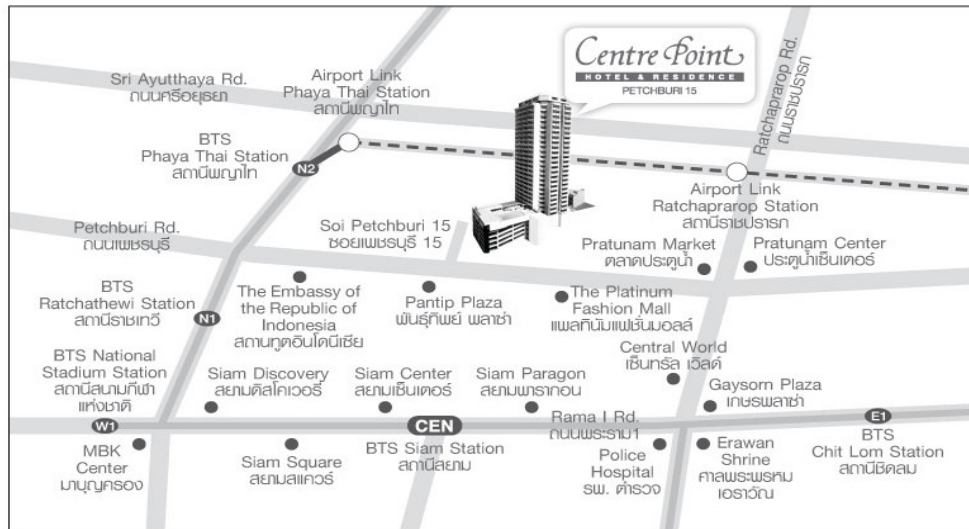 Centre Point
HOTEL & RESIDENCE
PETCHBURI 15
Sri Ayutthaya Rd.
ถนนศรีอยุธยา
Airport Link
Phaya Thai Station
สถานีพญาไท
Ratchaprarop Rd.
ถนนราชปรารภ
BTS
Phaya Thai Station
สถานีพญาไท
N2
Airport Link
Ratchaprarop Station
สถานีราชปรารภ
Petchburi Rd.
ถนนเพชรบุรี
Soi Petchburi 15
ซอยเพชรบุรี 15
Pratunam Market
ตลาดประตูน้ำ
Pratunam Center
ประตูน้ำเซ็นเตอร์
BTS
Ratchathewi Station
สถานีราชเทวี
N1
The Embassy of
the Republic of
Indonesia
สถานทูตอินโดนีเซีย
Pantip Plaza
พันธุ์ทิพย์ พลาซ่า
The Platinum
Fashion Mall
แพลทินัมแฟชั่นมอลล์
Central World
เซ็นทรัล เวิลด์
BTS National
Stadium Station
สถานีสนามกีฬา
แห่งชาติ
W1
Siam Discovery
สยามดิสโคเวอรี่
Siam Center
สยามเซ็นเตอร์
Siam Paragon
สยามพารากอน
Gaysorn Plaza
เกษรพลาซ่า
Rama I Rd.
ถนนพระราม1
CEN
BTS Siam Station
สถานีสยาม
E1
BTS
Chit Lom Station
สถานีชิดลม
MBK
Center
มาบุญครอง
Siam Square
สยามสแควร์
Police
Hospital
รพ. ตำรวจ
Erawan
Shrine
ศาลพระพรหม
เอราวัณ